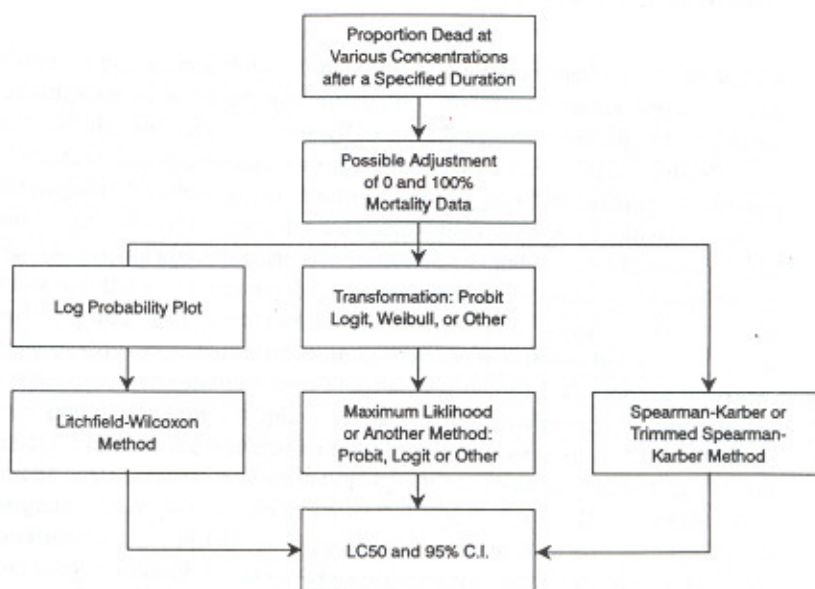 Proportion Dead at
Various Concentrations
after a Specified Duration
Possible Adjustment
of 0 and 100%
Mortality Data
Log Probability Plot
Transformation: Probit
Logit, Weibull, or Other
Litchfield-Wilcoxon
Method
Maximum Liklihood
or Another Method:
Probit, Logit or Other
Spearman-Karber or
Trimmed Spearman-
Karber Method
LC50 and 95% C.I.